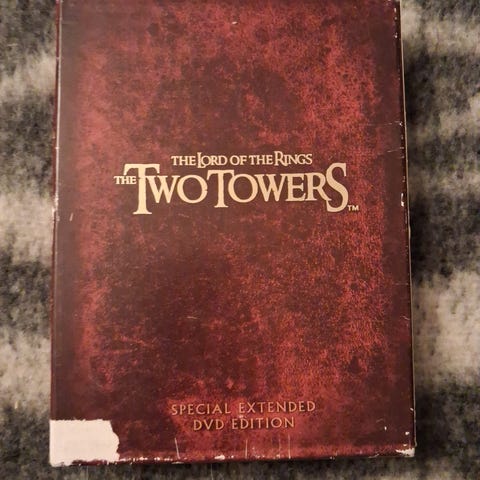 THE LORD OF THE RINGS
THE TWO TOWERS™
SPECIAL EXTENDED
DVD EDITION